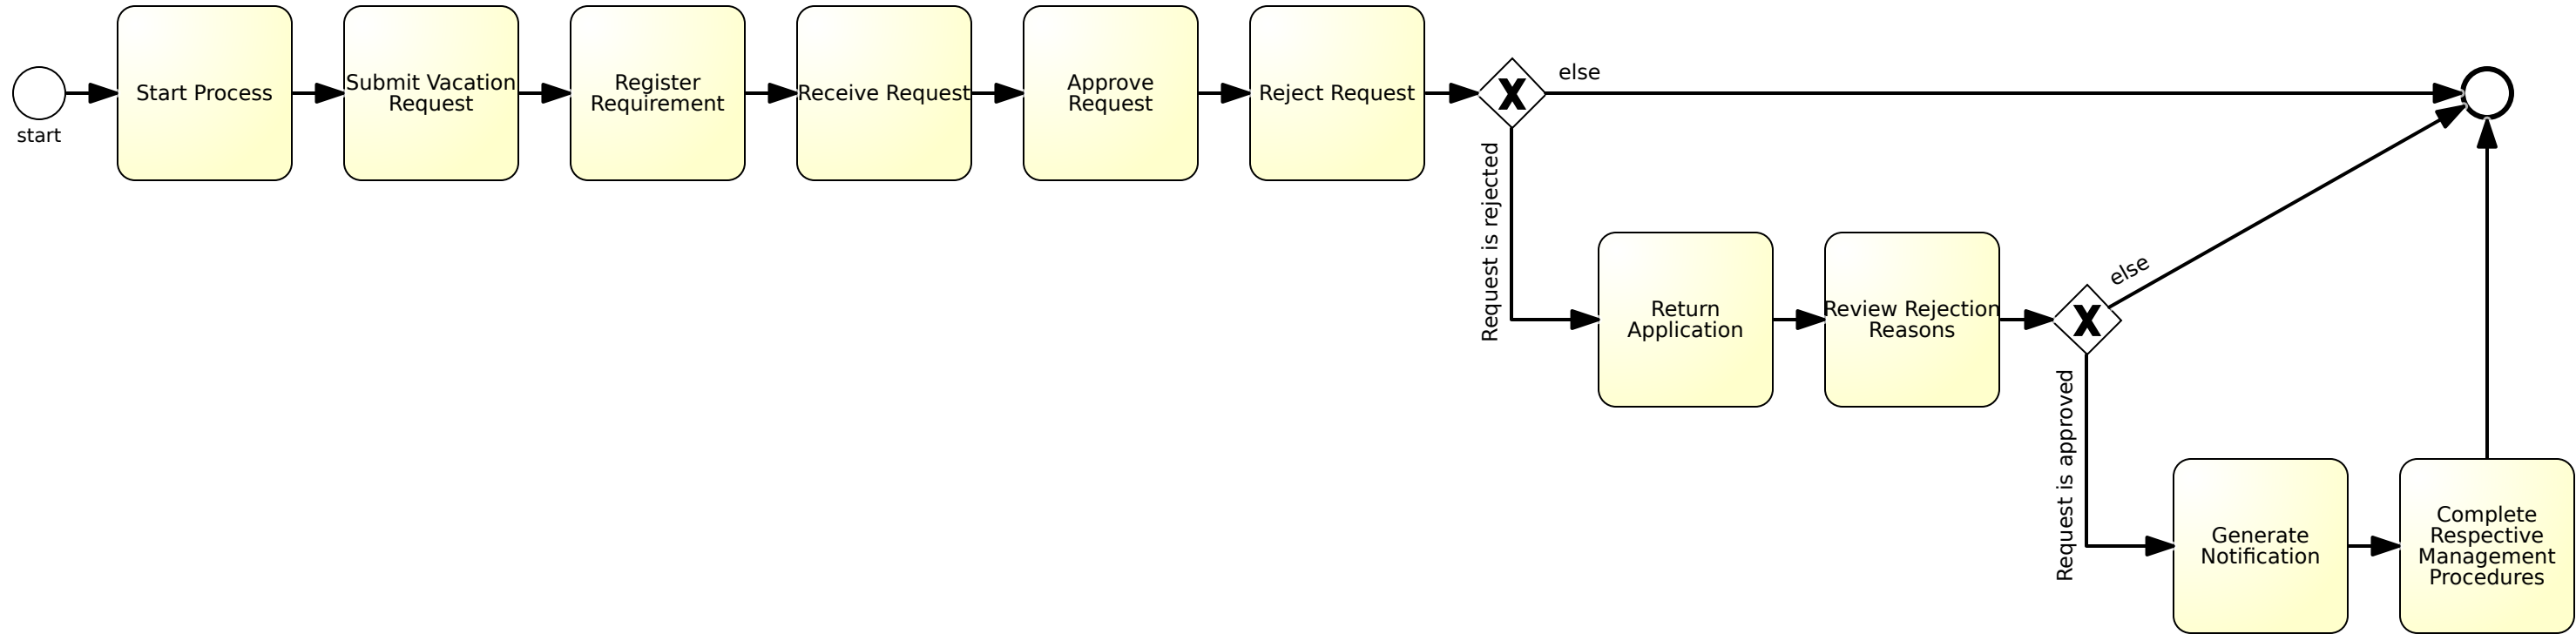 start
Start Process
Submit Vacation
Request
Register
Requirement
Receive Request
Approve
Request
Reject Request
X
else
Request is rejected
Return
Application
Review Rejection
Reasons
X
else
Request is approved
Generate
Notification
Complete
Respective
Management
Procedures